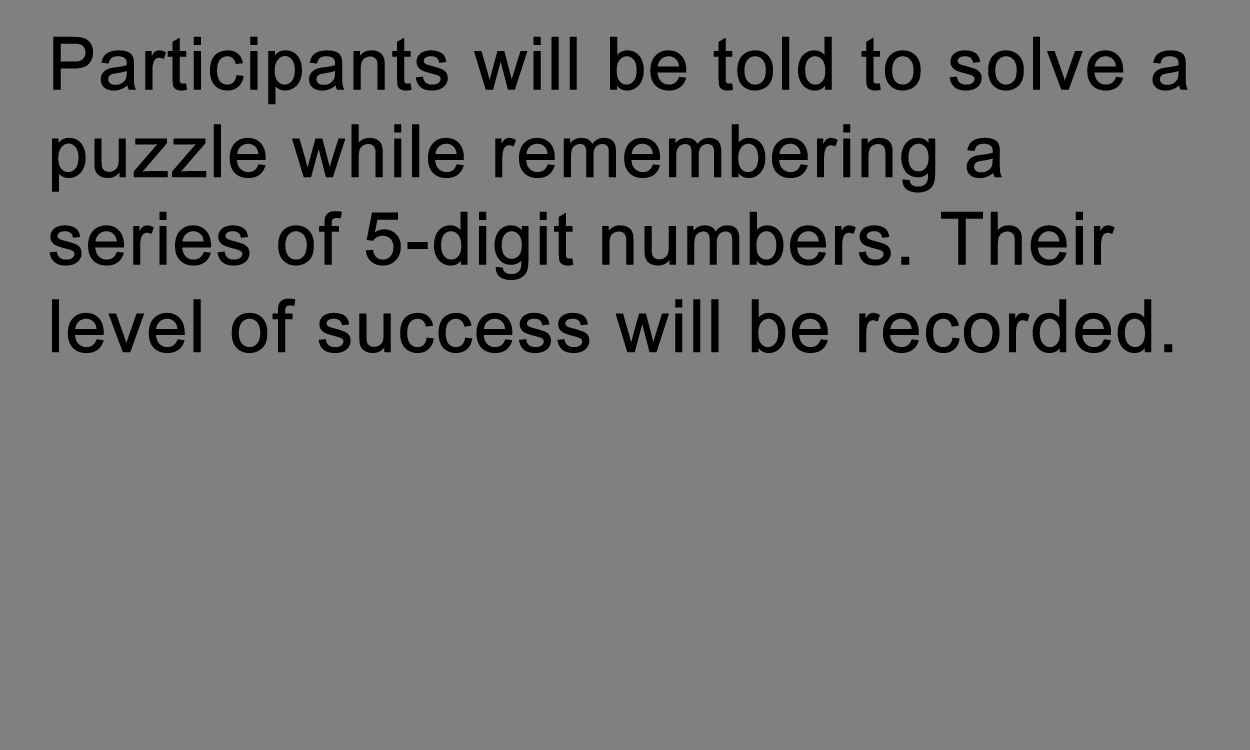 Participants will be told to solve a
puzzle while remembering a
series of 5-digit numbers. Their
level of success will be recorded.